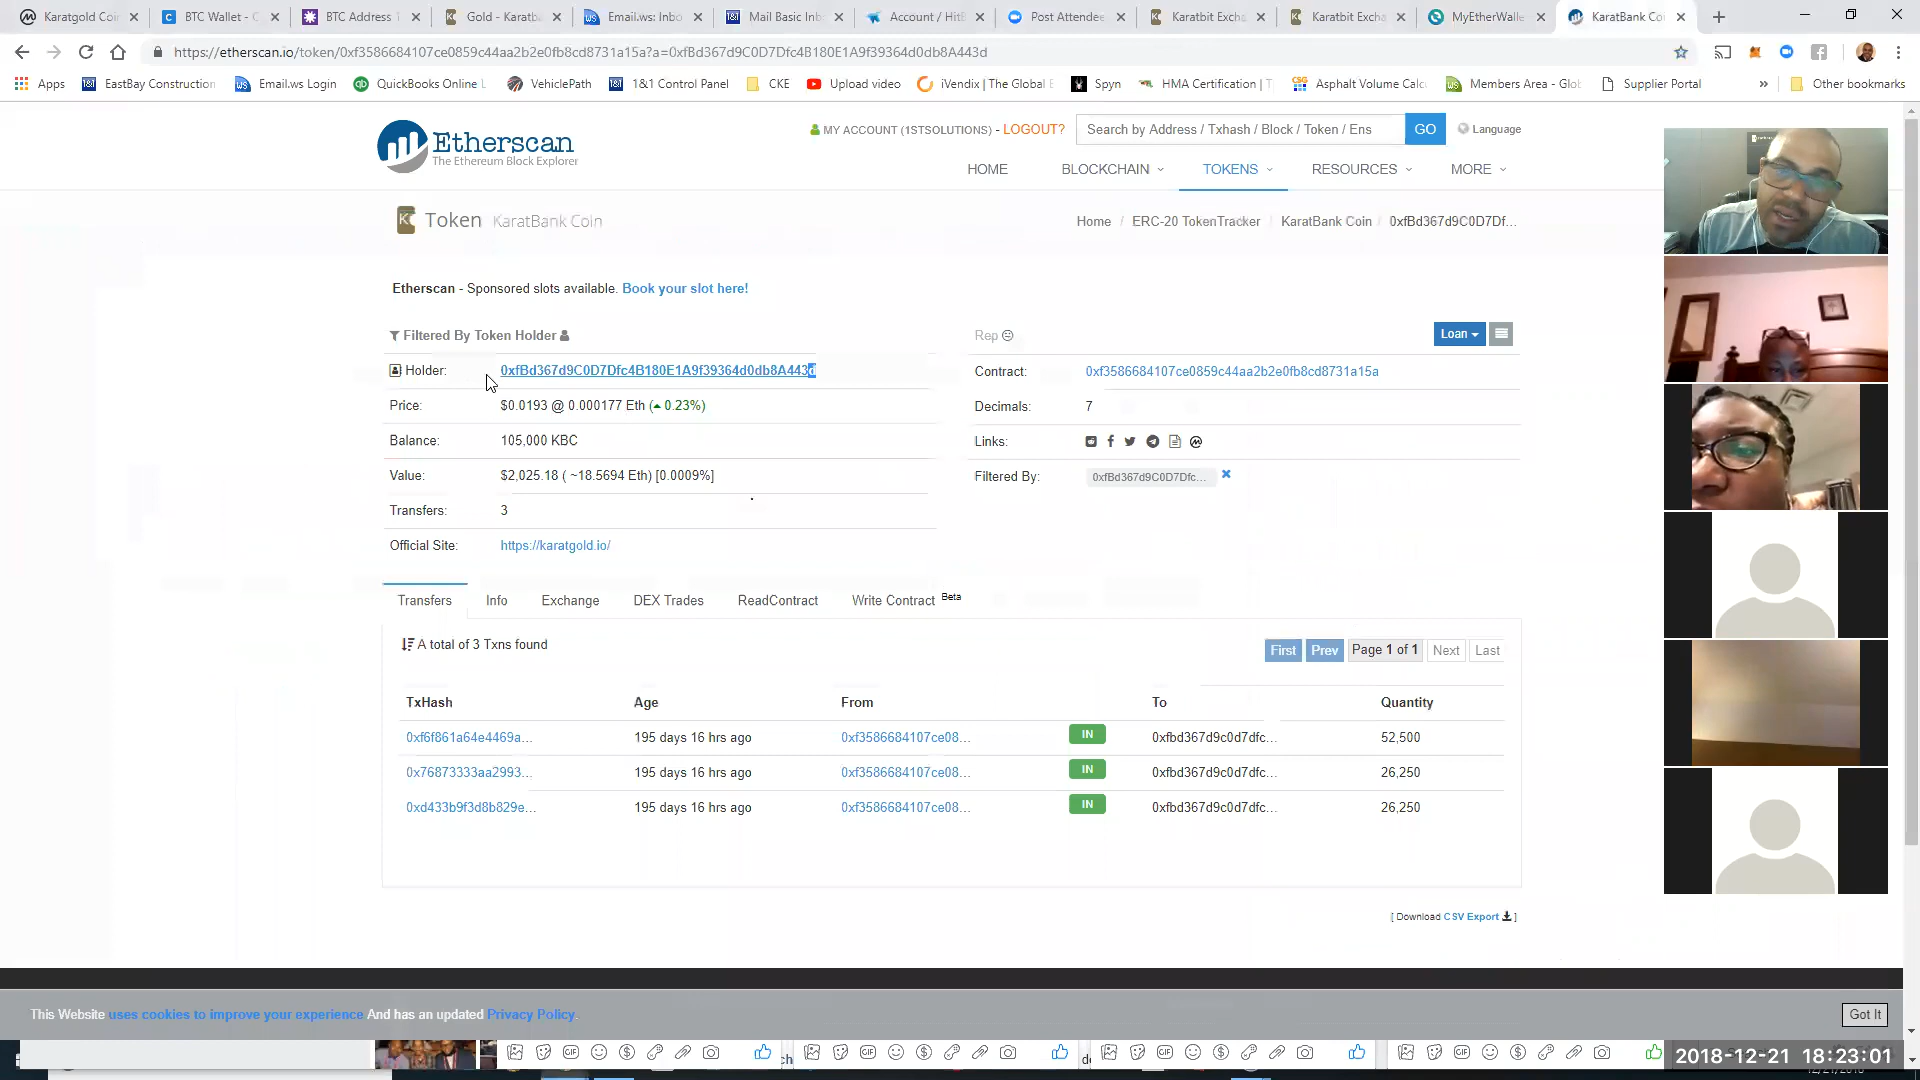 Karatgold Coi
BTC Wallet - C
BTC Address
Gold - Karatb
Email.ws: Inbo
Mail Basic Inb
Account / HitB
Post Attendee
Karatbit Excha
Karatbit Excha
MyEtherWalle
KaratBank Coi
https://etherscan.io/token/0xf3586684107ce0859c44aa2b2e0fb8cd8731a15a?a=0xfBd367d9C0D7Dfc4B180E1A9f39364d0db8A443d
Apps
EastBay Construction
Email.ws Login
QuickBooks Online L
VehiclePath
1&1 Control Panel
CKE
Upload video
iVendix | The Global E
Spyn
HMA Certification | T
Asphalt Volume Calcu
Members Area - Glob
Supplier Portal
»
Other bookmarks
Etherscan
The Ethereum Block Explorer
MY ACCOUNT (1STSOLUTIONS) - LOGOUT?
Search by Address / Txhash / Block / Token / Ens
GO
Language
HOME
BLOCKCHAIN
TOKENS
RESOURCES
MORE
Token KaratBank Coin
Home / ERC-20 TokenTracker / KaratBank Coin / 0xfBd367d9C0D7Df...
Etherscan - Sponsored slots available. Book your slot here!
Filtered By Token Holder
Holder: 0xfBd367d9C0D7Dfc4B180E1A9f39364d0db8A443d
Price: $0.0193 @ 0.000177 Eth (0.23%)
Balance: 105,000 KBC
Value: $2,025.18 ( ~18.5694 Eth) [0.0009%]
Transfers: 3
Official Site: https://karatgold.io/
Rep
Loan
Contract: 0xf3586684107ce0859c44aa2b2e0fb8cd8731a15a
Decimals: 7
Links:
Filtered By: 0xfBd367d9C0D7Dfc...
Transfers
Info
Exchange
DEX Trades
ReadContract
Write Contract Beta
A total of 3 Txns found
First Prev Page 1 of 1 Next Last
TxHash Age From To Quantity
0xf6f861a64e4469a... 195 days 16 hrs ago 0xf3586684107ce08... IN 0xfbd367d9c0d7dfc... 52,500
0x76873333aa2993... 195 days 16 hrs ago 0xf3586684107ce08... IN 0xfbd367d9c0d7dfc... 26,250
0xd433b9f3d8b829e... 195 days 16 hrs ago 0xf3586684107ce08... IN 0xfbd367d9c0d7dfc... 26,250
[ Download CSV Export ]
This Website uses cookies to improve your experience And has an updated Privacy Policy.
Got It
GIF
GIF
GIF
GIF
2018-12-21 18:23:01